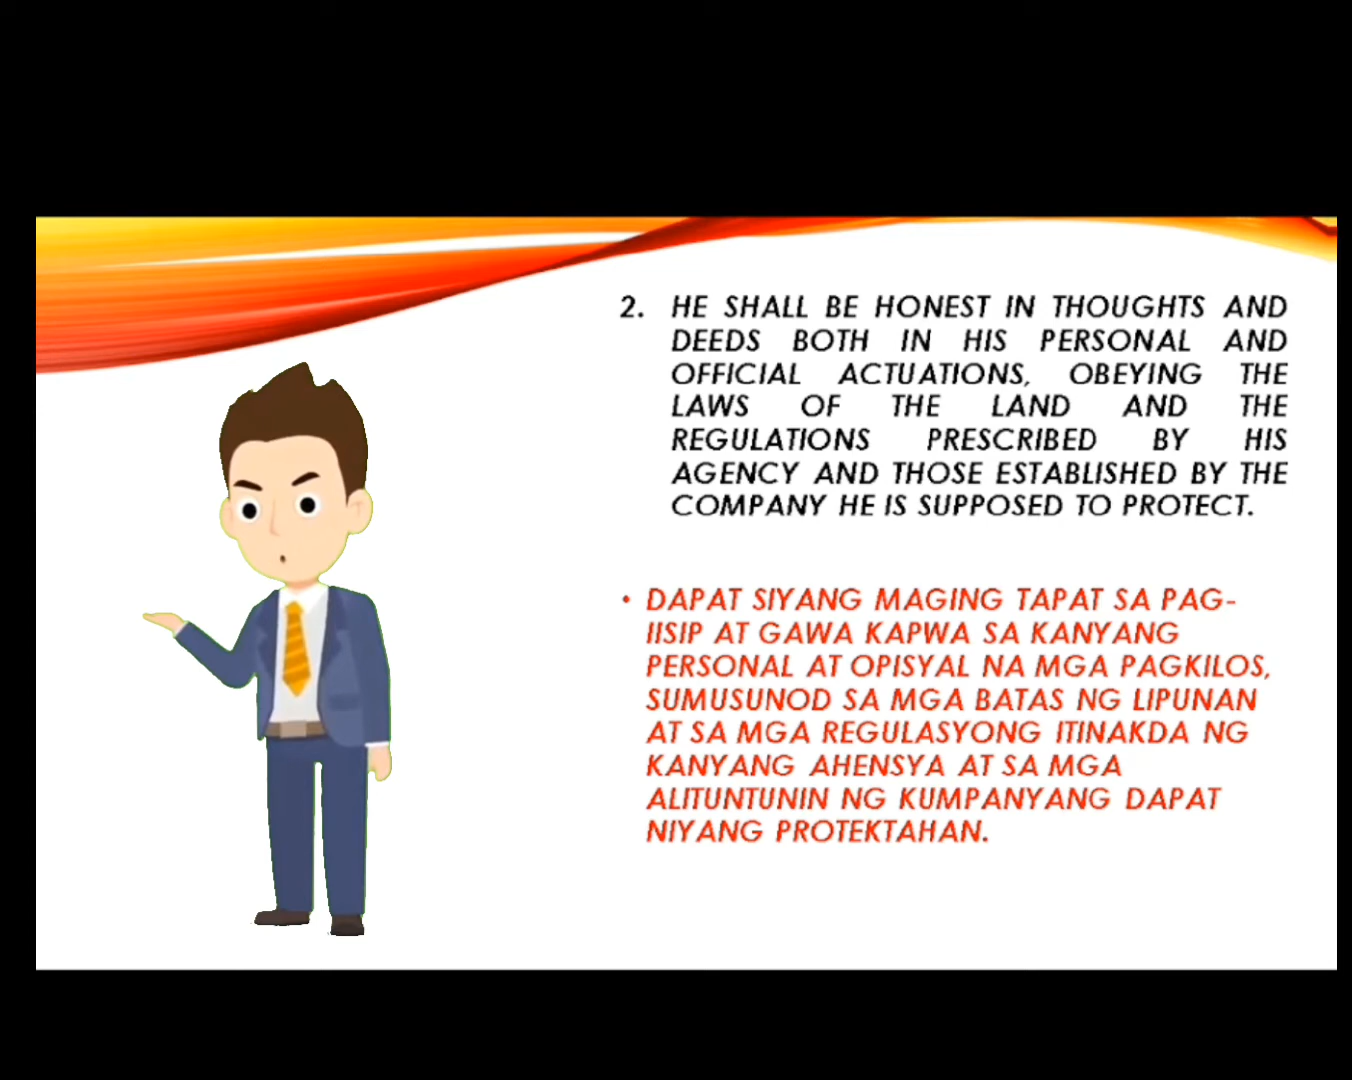 2. HE SHALL BE HONEST IN THOUGHTS AND
DEEDS BOTH IN HIS PERSONAL AND
OFFICIAL ACTUATIONS, OBEYING THE
LAWS OF THE LAND AND THE
REGULATIONS PRESCRIBED BY HIS
AGENCY AND THOSE ESTABLISHED BY THE
COMPANY HE IS SUPPOSED TO PROTECT.
• DAPAT SIYANG MAGING TAPAT SA PAG-
IISIP AT GAWA KAPWA SA KANYANG
PERSONAL AT OPISYAL NA MGA PAGKILOS,
SUMUSUNOD SA MGA BATAS NG LIPUNAN
AT SA MGA REGULASYONG ITINAKDA NG
KANYANG AHENSYA AT SA MGA
ALITUNTUNIN NG KUMPANYANG DAPAT
NIYANG PROTEKTAHAN.